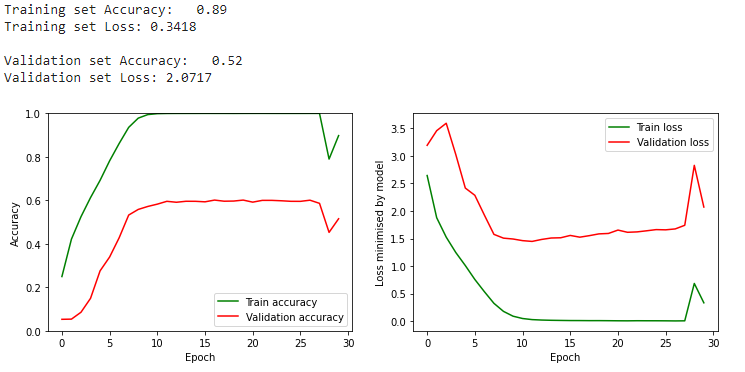 Training set Accuracy:   0.89
Training set Loss: 0.3418
Validation set Accuracy:   0.52
Validation set Loss: 2.0717
1.0
0.8
0.6
0.4
0.2
0.0
Accuracy
0 5 10 15 20 25 30
Epoch
Train accuracy
Validation accuracy
3.5
3.0
2.5
2.0
1.5
1.0
0.5
0.0
Loss minimised by model
0 5 10 15 20 25 30
Epoch
Train loss
Validation loss